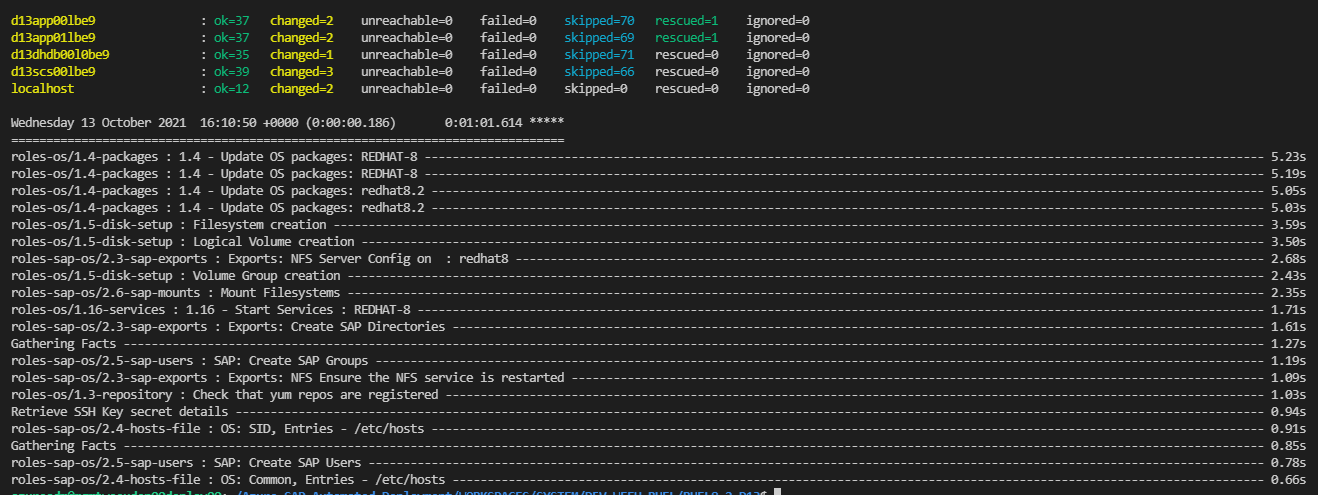 d13app00lbe9 : ok=37 changed=2 unreachable=0 failed=0 skipped=70 rescued=1 ignored=0
d13app01lbe9 : ok=37 changed=2 unreachable=0 failed=0 skipped=69 rescued=1 ignored=0
d13dhdb00l0be9 : ok=35 changed=1 unreachable=0 failed=0 skipped=71 rescued=0 ignored=0
d13scs00lbe9 : ok=39 changed=3 unreachable=0 failed=0 skipped=66 rescued=0 ignored=0
localhost : ok=12 changed=2 unreachable=0 failed=0 skipped=0 rescued=0 ignored=0
Wednesday 13 October 2021 16:10:50 +0000 (0:00:00.186) 0:01:01.614 *****
===============================================================================
roles-os/1.4-packages : 1.4 - Update OS packages: REDHAT-8 --- 5.23s
roles-os/1.4-packages : 1.4 - Update OS packages: REDHAT-8 --- 5.19s
roles-os/1.4-packages : 1.4 - Update OS packages: redhat8.2 --- 5.05s
roles-os/1.4-packages : 1.4 - Update OS packages: redhat8.2 --- 5.03s
roles-os/1.5-disk-setup : Filesystem creation --- 3.59s
roles-os/1.5-disk-setup : Logical Volume creation --- 3.50s
roles-sap-os/2.3-sap-exports : Exports: NFS Server Config on : redhat8 --- 2.68s
roles-os/1.5-disk-setup : Volume Group creation --- 2.43s
roles-sap-os/2.6-sap-mounts : Mount Filesystems --- 2.35s
roles-os/1.16-services : 1.16 - Start Services : REDHAT-8 --- 1.71s
roles-sap-os/2.3-sap-exports : Exports: Create SAP Directories --- 1.61s
Gathering Facts --- 1.27s
roles-sap-os/2.5-sap-users : SAP: Create SAP Groups --- 1.19s
roles-sap-os/2.3-sap-exports : Exports: NFS Ensure the NFS service is restarted --- 1.09s
roles-os/1.3-repository : Check that yum repos are registered --- 1.03s
Retrieve SSH Key secret details --- 0.94s
roles-sap-os/2.4-hosts-file : OS: SID, Entries - /etc/hosts --- 0.91s
Gathering Facts --- 0.85s
roles-sap-os/2.5-sap-users : SAP: Create SAP Users --- 0.78s
roles-sap-os/2.4-hosts-file : OS: Common, Entries - /etc/hosts --- 0.66s